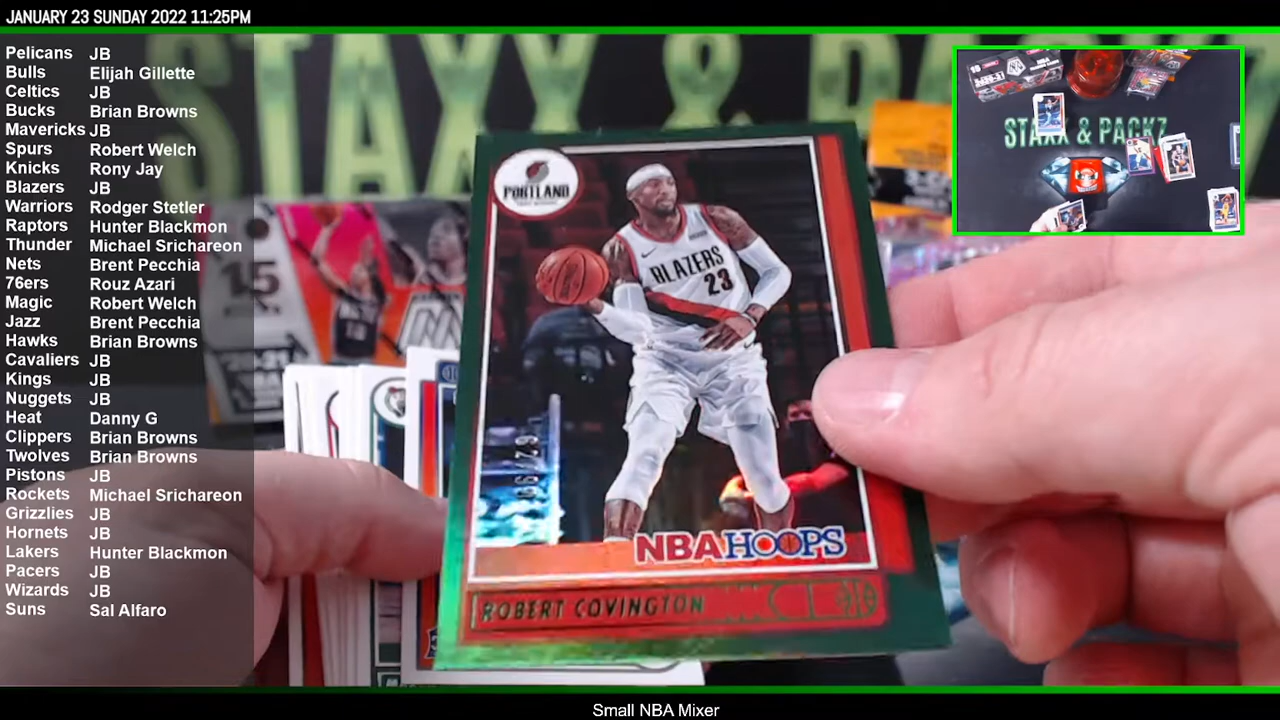 JANUARY 23 SUNDAY 2022 11:25PM
STAXX & PACKZ
Pelicans JB
Bulls Elijah Gillette
Celtics JB
Bucks Brian Browns
Mavericks JB
Spurs Robert Welch
Knicks Rony Jay
Blazers JB
Warriors Rodger Stetler
Raptors Hunter Blackmon
Thunder Michael Srichareon
Nets Brent Pecchia
76ers Rouz Azari
Magic Robert Welch
Jazz Brent Pecchia
Hawks Brian Browns
Cavaliers JB
Kings JB
Nuggets JB
Heat Danny G
Clippers Brian Browns
Twolves Brian Browns
Pistons JB
Rockets Michael Srichareon
Grizzlies JB
Hornets JB
Lakers Hunter Blackmon
Pacers JB
Wizards JB
Suns Sal Alfaro
STAXX & P
15
PORTLAND
BLAZERS
23
NBA HOOPS
ROBERT COVINGTON
Small NBA Mixer